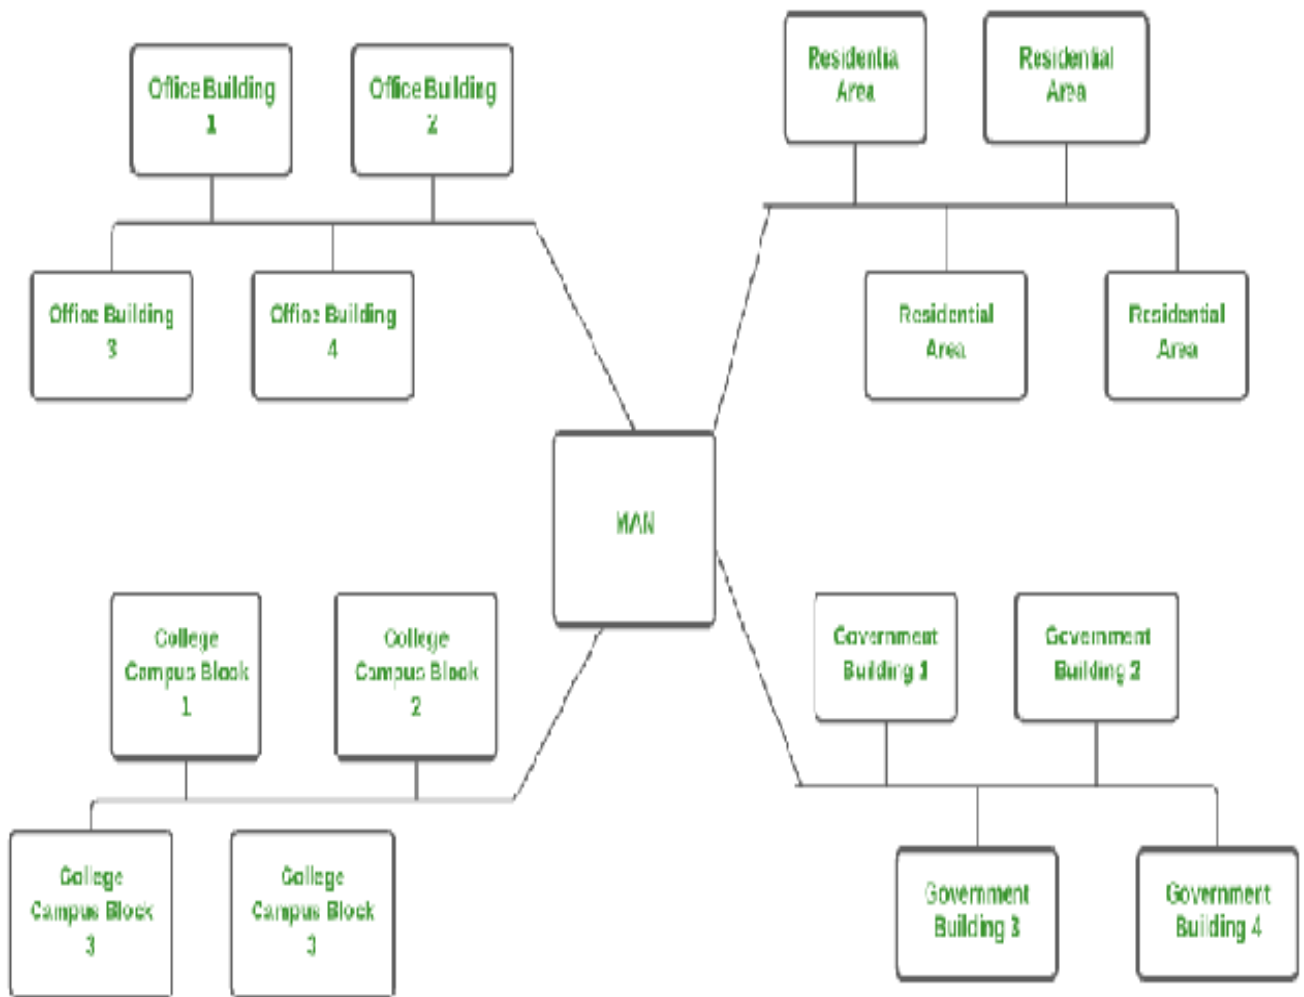 Office Building
1
Office Building
2
Office Building
3
Office Building
4
Residentia
Area
Residential
Area
Residential
Area
Residential
Area
MAN
College
Campus Block
1
College
Campus Block
2
College
Campus Block
3
College
Campus Block
3
Government
Building 1
Government
Building 2
Government
Building 3
Government
Building 4